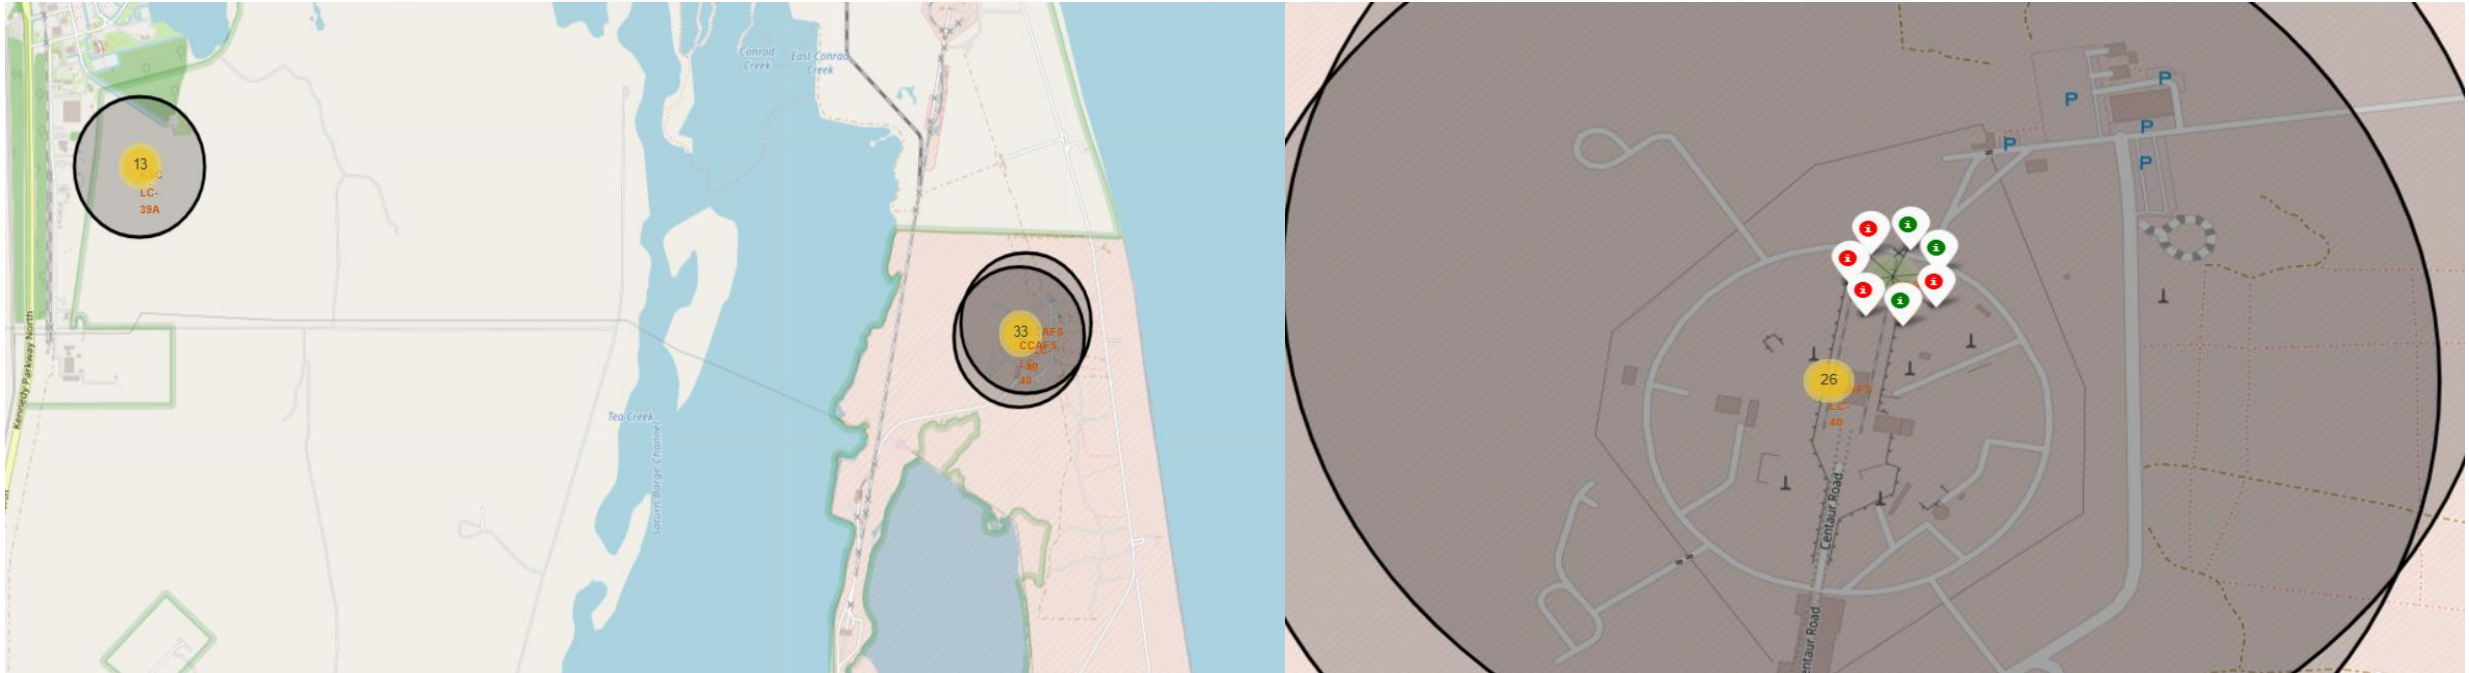 Conrad
Creek
East Conrad
Creek
13
LC-
39A
33
AFS
CCAFS
40
Kennedy Parkway North
Tea Creek
Saturn Barge Channel
P
P
P
P
P
i
i
i
i
i
i
i
26
LC-
40
Centaur Road
Centaur Road